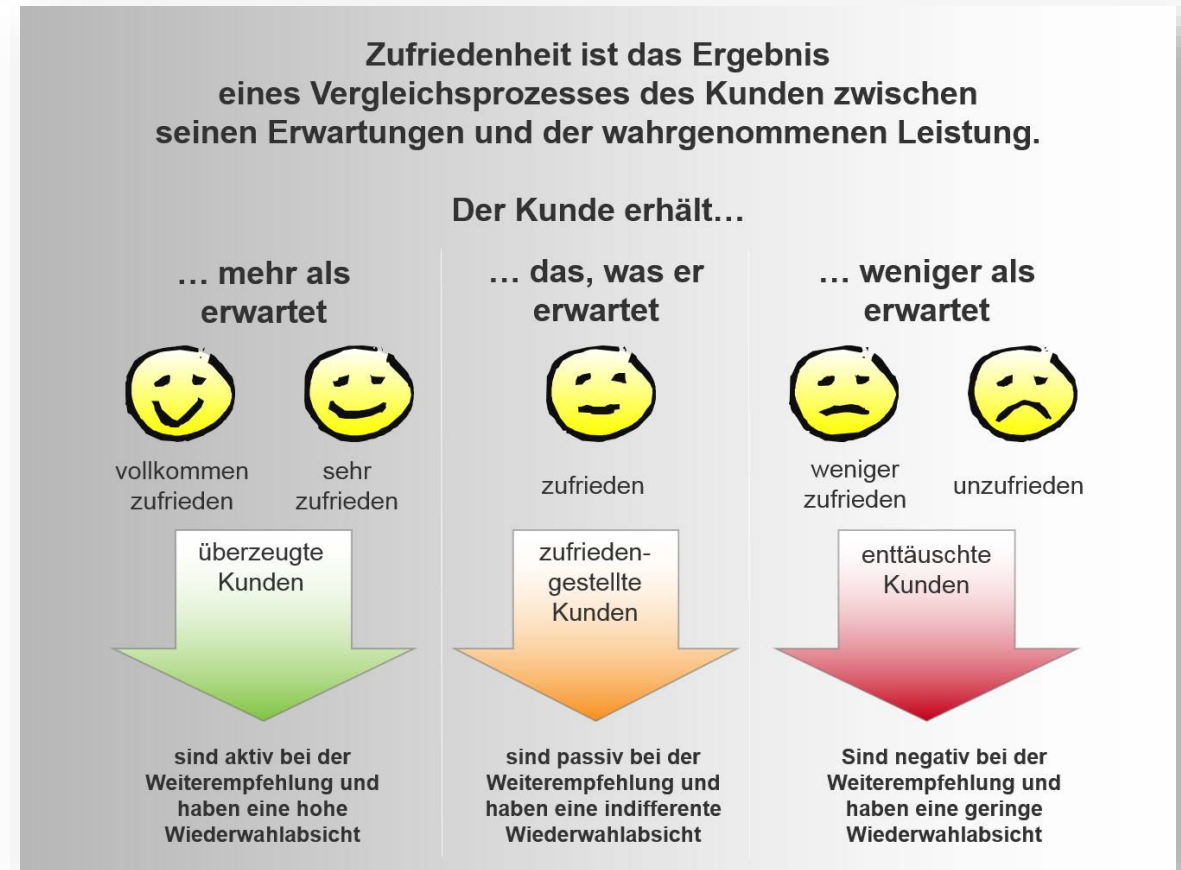 Zufriedenheit ist das Ergebnis
eines Vergleichsprozesses des Kunden zwischen
seinen Erwartungen und der wahrgenommenen Leistung.
Der Kunde erhält…
… mehr als
erwartet
vollkommen
zufrieden
sehr
zufrieden
überzeugte
Kunden
sind aktiv bei der
Weiterempfehlung und
haben eine hohe
Wiederwahlabsicht
… das, was er
erwartet
zufrieden
zufrieden-
gestellte
Kunden
sind passiv bei der
Weiterempfehlung und
haben eine indifferente
Wiederwahlabsicht
… weniger als
erwartet
weniger
zufrieden
unzufrieden
enttäuschte
Kunden
Sind negativ bei der
Weiterempfehlung und
haben eine geringe
Wiederwahlabsicht